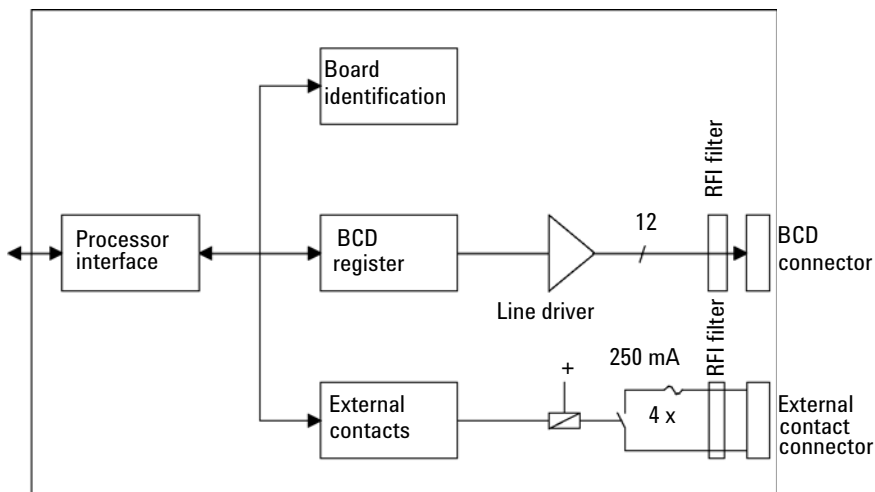 Board
identification
RFI filter
12
Processor
interface
BCD
register
BCD
connector
Line driver
RFI filter
250 mA
+
External
contacts
4 x
External
contact
connector